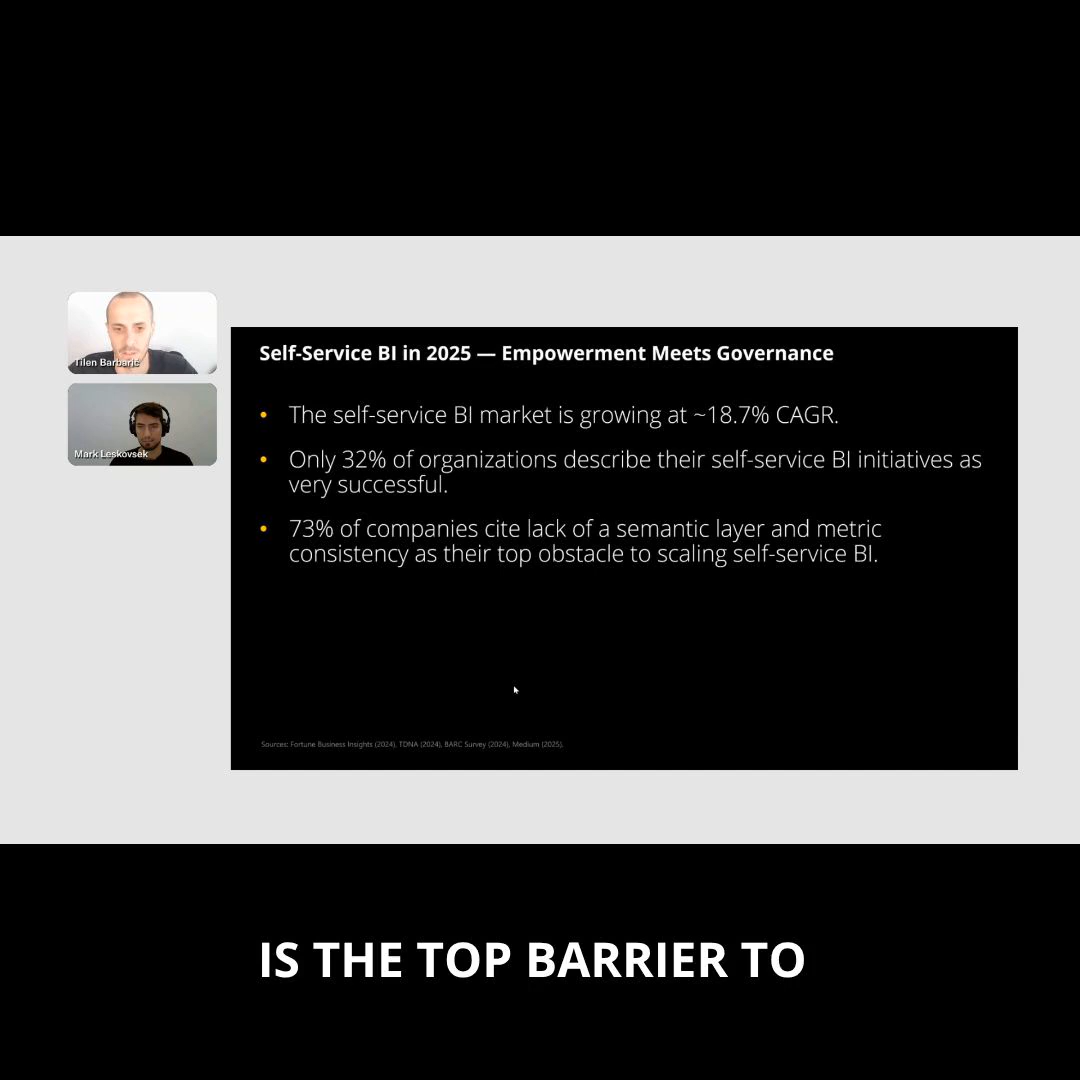 Tilen Barbarič
Mark Leskovšek
Self-Service BI in 2025 — Empowerment Meets Governance
• The self-service BI market is growing at ~18.7% CAGR.
• Only 32% of organizations describe their self-service BI initiatives as
very successful.
• 73% of companies cite lack of a semantic layer and metric
consistency as their top obstacle to scaling self-service BI.
Sources: Fortune Business Insights (2024), TDNA (2024), BARC Survey (2024), Medium (2025).
IS THE TOP BARRIER TO